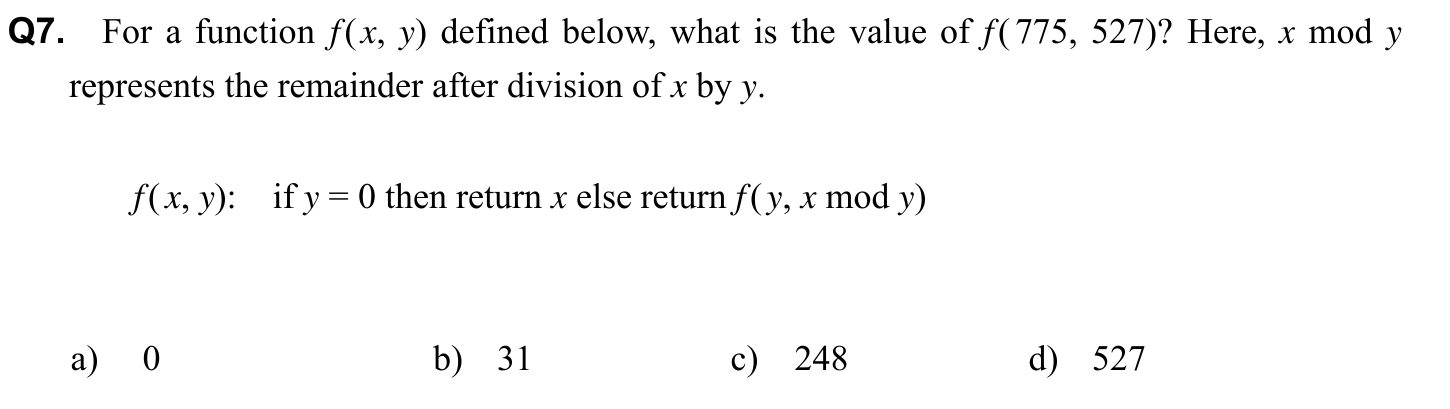 Q7. For a function f(x, y) defined below, what is the value of f(775, 527)? Here, x mod y
represents the remainder after division of x by y.
f(x, y): if y = 0 then return x else return f(y, x mod y)
a) 0 b) 31 c) 248 d) 527